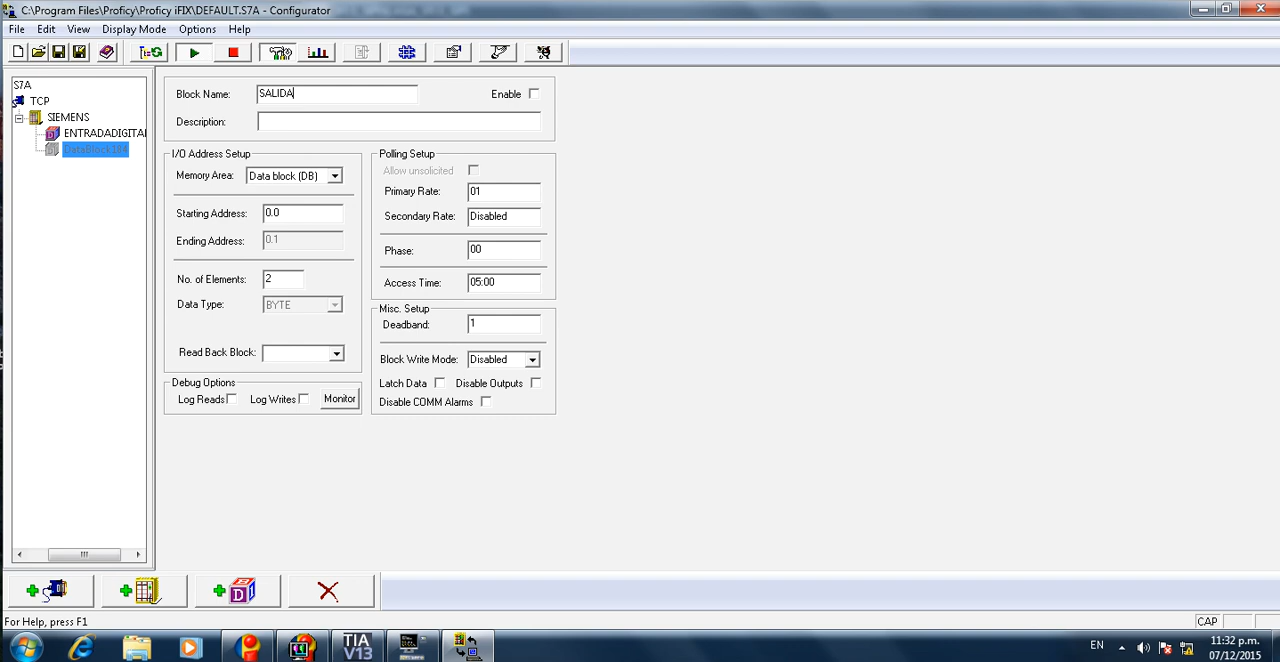 C:\Program Files\Proficy\Proficy iFIX\DEFAULT.S7A - Configurator
File Edit View Display Mode Options Help
S7A
TCP
SIEMENS
ENTRADADIGITAL
DataBlock184
Block Name: SALIDA
Enable
Description:
I/O Address Setup
Memory Area: Data block (DB)
Starting Address: 0.0
Ending Address: 0.1
No. of Elements: 2
Data Type: BYTE
Read Back Block:
Debug Options
Log Reads Log Writes Monitor
Polling Setup
Allow unsolicited
Primary Rate: 01
Secondary Rate: Disabled
Phase: 00
Access Time: 05:00
Misc. Setup
Deadband: 1
Block Write Mode: Disabled
Latch Data Disable Outputs
Disable COMM Alarms
For Help, press F1
CAP
TIA
V13
EN
11:32 p.m.
07/12/2015